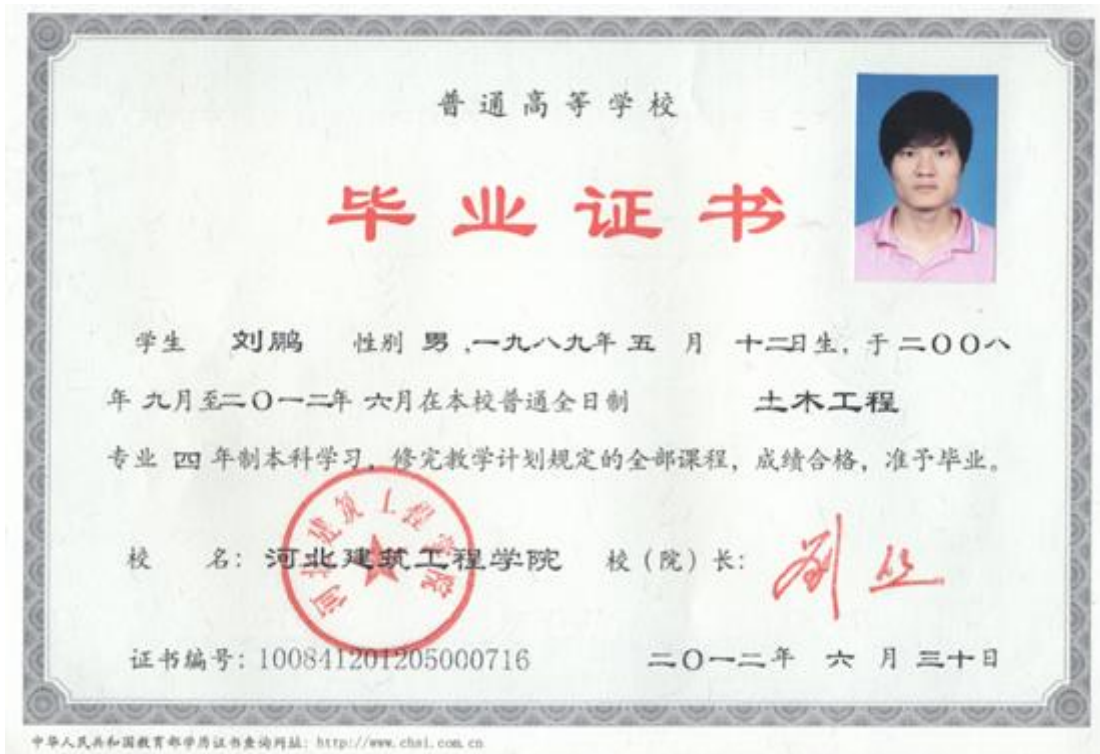 普通高等学校
毕业证书
学生 刘鹏 性别 男,一九八九年 五 月 十二日生, 于二〇〇八
年 九月至二〇一二年 六月在本校普通全日制 土木工程
专业 四 年制本科学习, 修完教学计划规定的全部课程, 成绩合格, 准予毕业。
河北建筑工程学院
校 名: 河北建筑工程学院 校(院)长:
证书编号: 100841201205000716 二〇一二年 六 月 三十日
中华人民共和国教育部学历证书查询网址: http://www.chsi.com.cn